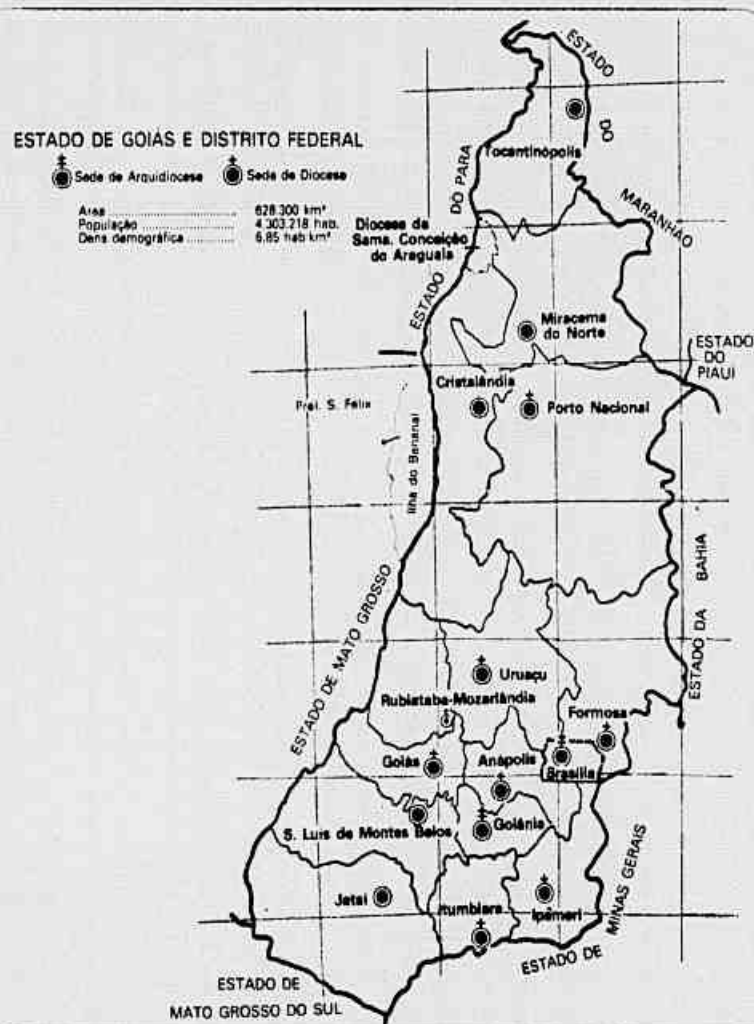 ESTADO DE GOIÁS E DISTRITO FEDERAL
Sede de Arquidiocese Sede de Diocese
Area ............ 628.300 km²
População ............ 4.303.218 hab.
Dens demográfica ............ 6,85 hab km²
ESTADO
DO
MARANHÃO
Tocantinópolis
ESTADO DO PARA
Diocese de
Sama. Conceição
do Araguaia
Miracema
do Norte
ESTADO
DO
PIAUI
Cristalândia
Porto Nacional
Prel. S. Felix
Ilha do Bananal
ESTADO DA BAHIA
ESTADO DE MATO GROSSO
Uruaçu
Rubiataba-Mozarlândia
Formosa
Goiás
Anápolis
Brasília
S. Luis de Montes Belos
Goiânia
Jataí
Itumbiara
Ipameri
ESTADO DE
MINAS GERAIS
ESTADO DE
MATO GROSSO DO SUL